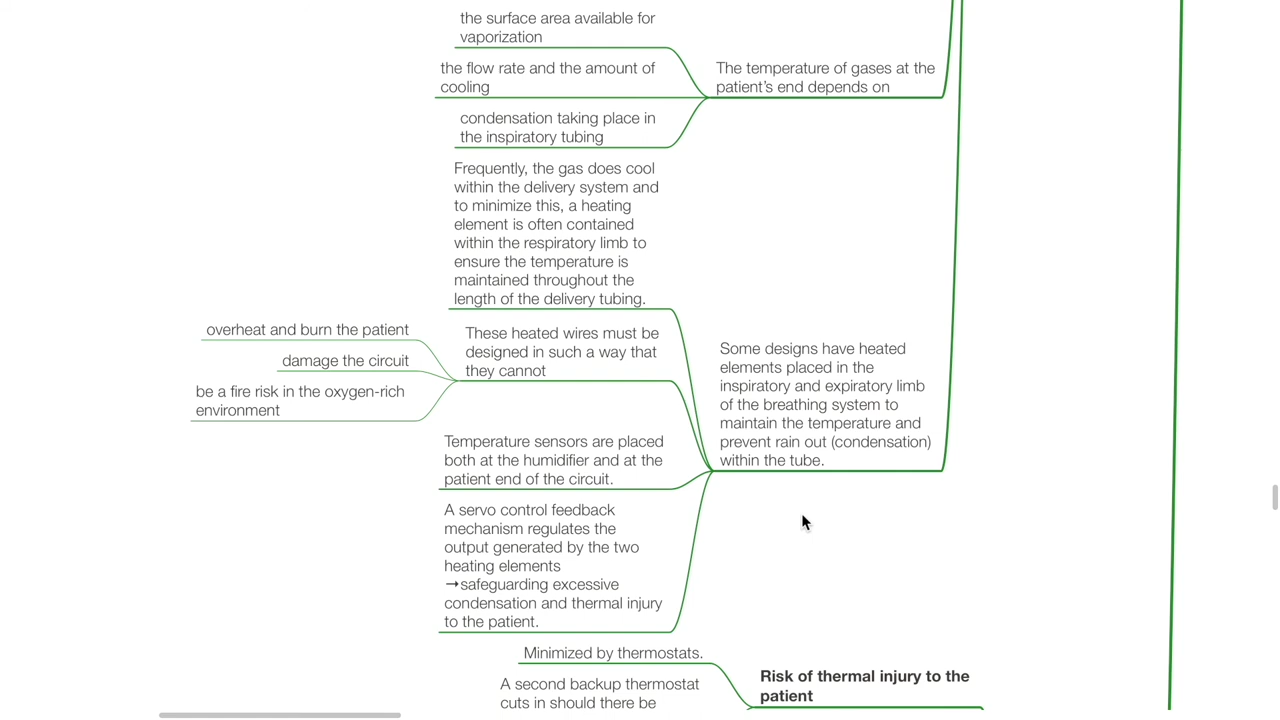 the surface area available for
vaporization
the flow rate and the amount of
cooling
condensation taking place in
the inspiratory tubing
The temperature of gases at the
patient’s end depends on
Frequently, the gas does cool
within the delivery system and
to minimize this, a heating
element is often contained
within the respiratory limb to
ensure the temperature is
maintained throughout the
length of the delivery tubing.
overheat and burn the patient
damage the circuit
be a fire risk in the oxygen-rich
environment
These heated wires must be
designed in such a way that
they cannot
Temperature sensors are placed
both at the humidifier and at the
patient end of the circuit.
A servo control feedback
mechanism regulates the
output generated by the two
heating elements
→safeguarding excessive
condensation and thermal injury
to the patient.
Some designs have heated
elements placed in the
inspiratory and expiratory limb
of the breathing system to
maintain the temperature and
prevent rain out (condensation)
within the tube.
Minimized by thermostats.
A second backup thermostat
cuts in should there be
Risk of thermal injury to the
patient